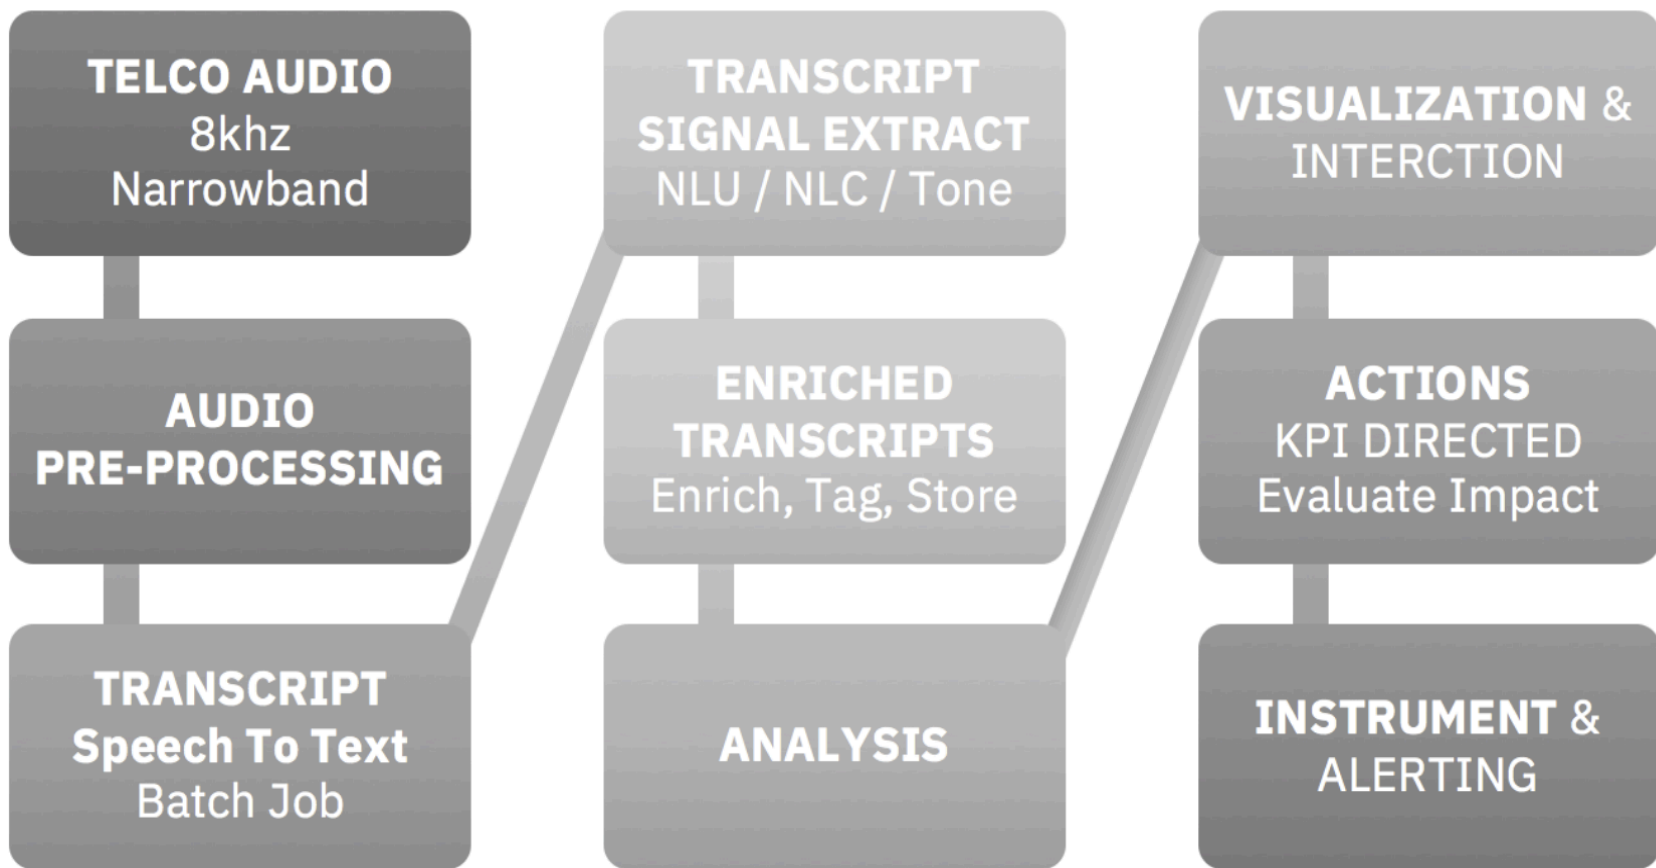 TELCO AUDIO
8khz
Narrowband
AUDIO
PRE-PROCESSING
TRANSCRIPT
Speech To Text
Batch Job
TRANSCRIPT
SIGNAL EXTRACT
NLU / NLC / Tone
ENRICHED
TRANSCRIPTS
Enrich, Tag, Store
ANALYSIS
VISUALIZATION &
INTERCTION
ACTIONS
KPI DIRECTED
Evaluate Impact
INSTRUMENT &
ALERTING